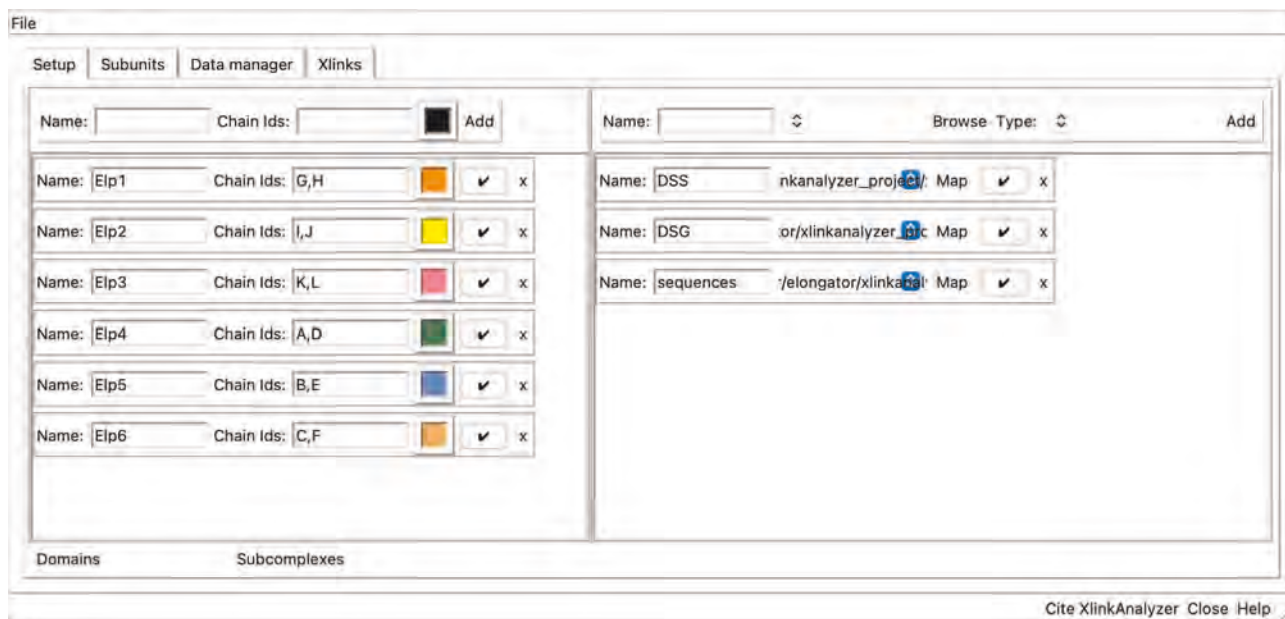 File
Setup Subunits Data manager Xlinks
Name: Chain Ids: Add Name: Browse Type: Add
Name: Elp1 Chain Ids: G,H x Name: DSS nkanalyzer_project/: Map x
Name: Elp2 Chain Ids: I,J x Name: DSG or/xlinkanalyzer_prc Map x
Name: Elp3 Chain Ids: K,L x Name: sequences /elongator/xlinkanal Map x
Name: Elp4 Chain Ids: A,D x
Name: Elp5 Chain Ids: B,E x
Name: Elp6 Chain Ids: C,F x
Domains Subcomplexes
Cite XlinkAnalyzer Close Help